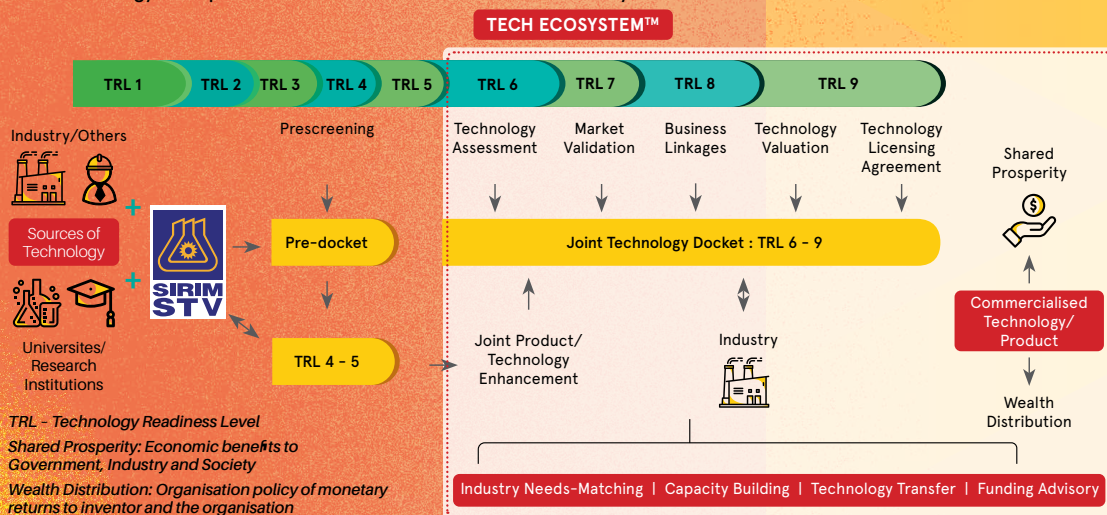 TECH ECOSYSTEM™
TRL 1
TRL 2
TRL 3
TRL 4
TRL 5
TRL 6
TRL 7
TRL 8
TRL 9
Industry/Others
Prescreening
Technology
Assessment
Market
Validation
Business
Linkages
Technology
Valuation
Technology
Licensing
Agreement
Shared
Prosperity
$
Sources of
Technology
SIRIM
STV
Pre-docket
Joint Technology Docket : TRL 6 - 9
Commercialised
Technology/
Product
Universites/
Research
Institutions
TRL 4 - 5
Joint Product/
Technology
Enhancement
Industry
Wealth
Distribution
TRL – Technology Readiness Level
Shared Prosperity: Economic benefits to
Government, Industry and Society
Wealth Distribution: Organisation policy of monetary
returns to inventor and the organisation
Industry Needs-Matching | Capacity Building | Technology Transfer | Funding Advisory